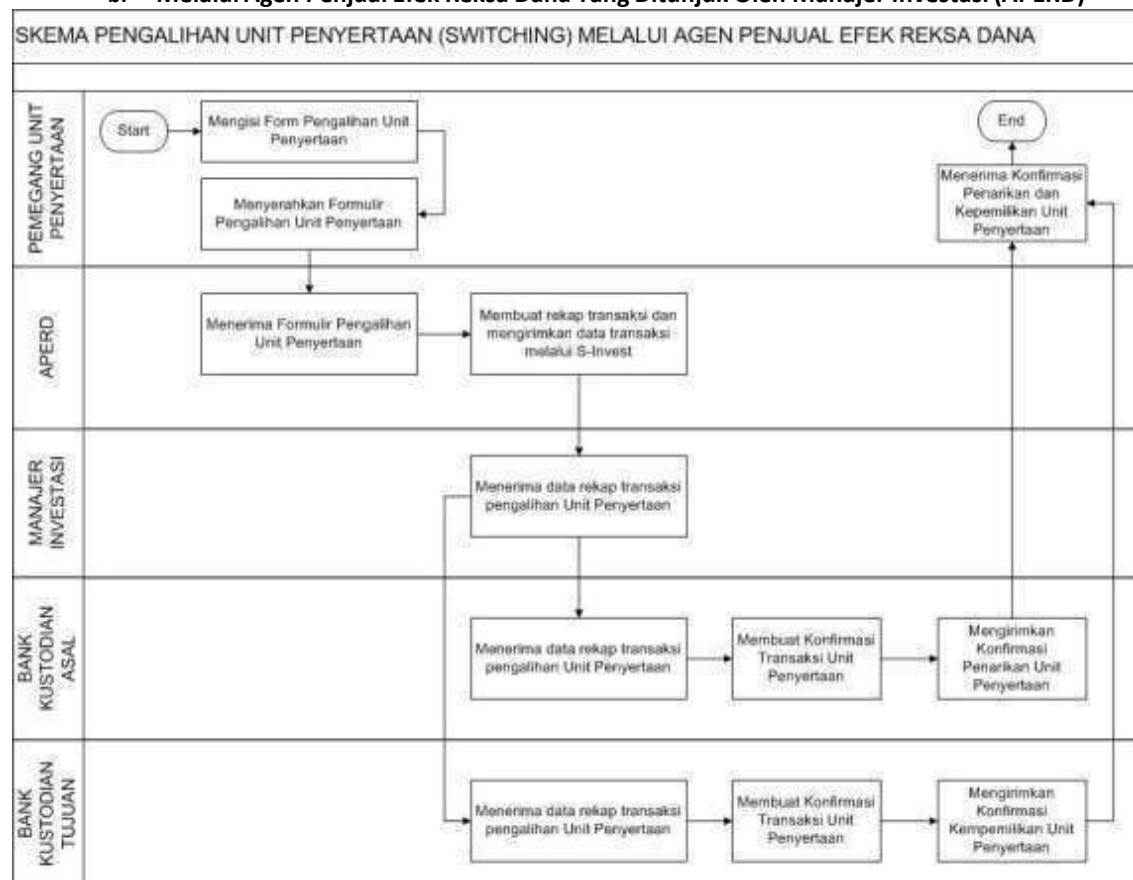 b. Melalui Agen Penjual Efek Reksa Dana Yang Ditunjuk Oleh Manajer Investasi (APERD)
SKEMA PENGALIHAN UNIT PENYERTAAN (SWITCHING) MELALUI AGEN PENJUAL EFEK REKSA DANA
PEMEGANG UNIT
PENYERTAAN
Start
Mengisi Form Pengalihan Unit
Penyertaan
Menyerahkan Formulir
Pengalihan Unit Penyertaan
End
Menerima Konfirmasi
Penarikan dan
Kepemilikan Unit
Penyertaan
APERD
Menerima Formulir Pengalihan
Unit Penyertaan
Membuat rekap transaksi dan
mengirimkan data transaksi
melalui S-Invest
MANAJER
INVESTASI
Menerima data rekap transaksi
pengalihan Unit Penyertaan
BANK
KUSTODIAN
ASAL
Menerima data rekap transaksi
pengalihan Unit Penyertaan
Membuat Konfirmasi
Transaksi Unit
Penyertaan
Mengirimkan
Konfirmasi
Penarikan Unit
Penyertaan
BANK
KUSTODIAN
TUJUAN
Menerima data rekap transaksi
pengalihan Unit Penyertaan
Membuat Konfirmasi
Transaksi Unit
Penyertaan
Mengirimkan
Konfirmasi
Kempemilikan Unit
Penyertaan